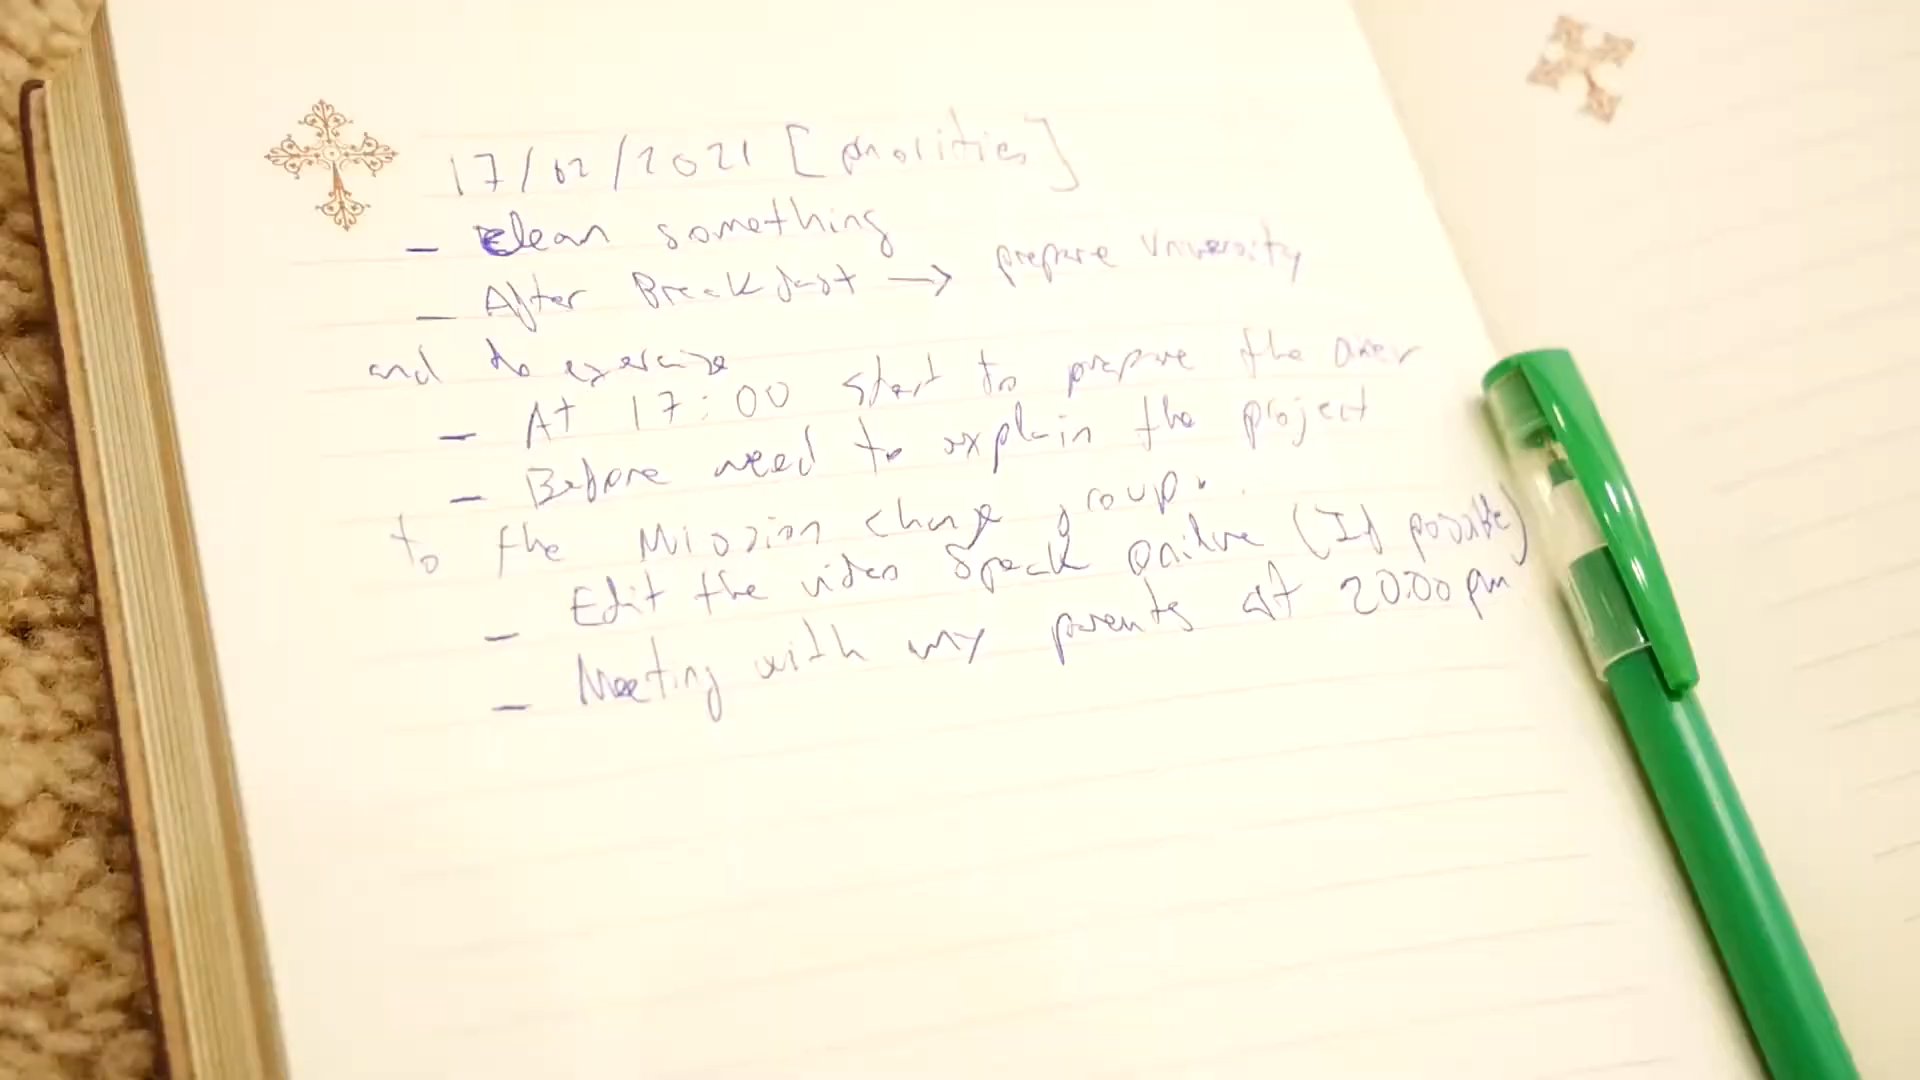 17/02/2021 [priorities]
- Clean something
- After Breakfast → prepare University
and do exercise
- At 17:00 start to prepare the
- Before need to explain the project
to the Mission change group.
- Edit the video Speak (If possible)
- Meeting with my parents at 20:00 pm